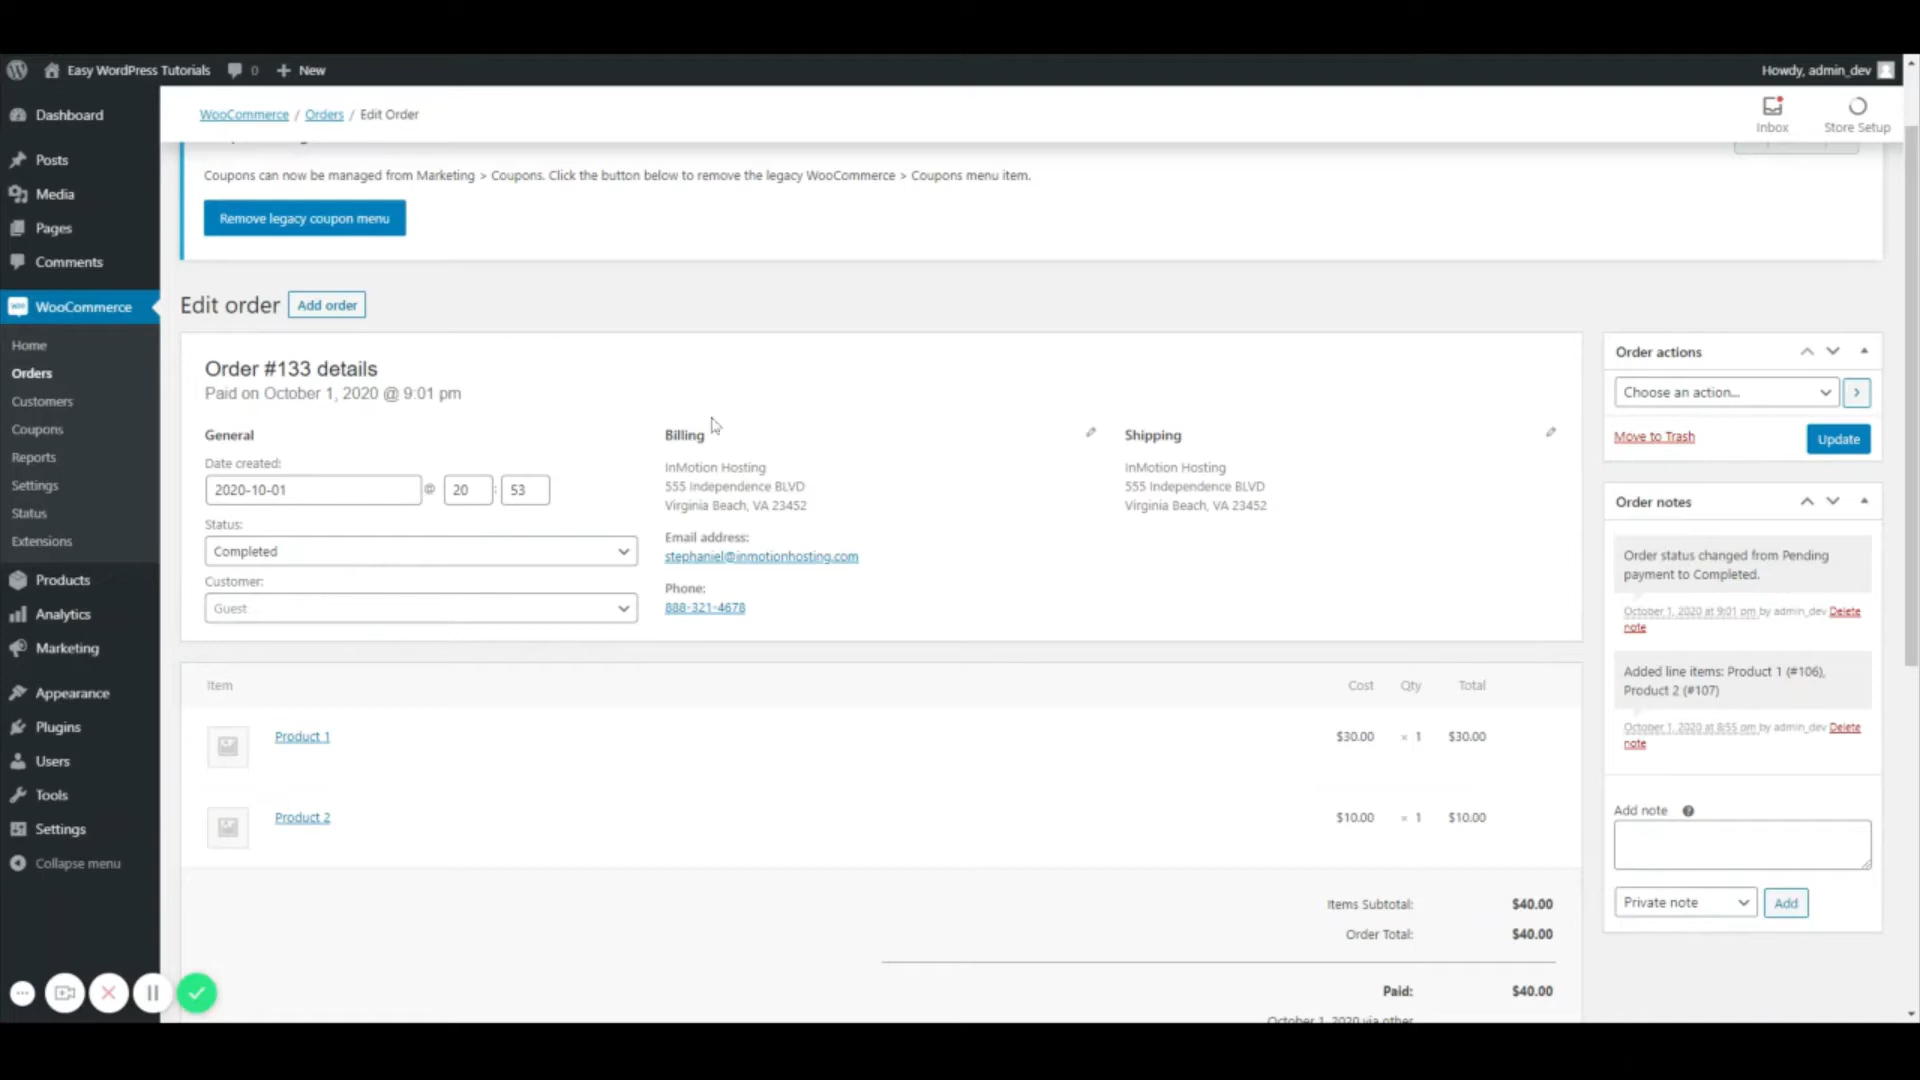 Easy WordPress Tutorials
0
New
Howdy, admin_dev
WooCommerce / Orders / Edit Order
Inbox
Store Setup
Dashboard
Posts
Media
Pages
Comments
WooCommerce
Home
Orders
Customers
Coupons
Reports
Settings
Status
Extensions
Products
Analytics
Marketing
Appearance
Plugins
Users
Tools
Settings
Collapse menu
Coupons can now be managed from Marketing > Coupons. Click the button below to remove the legacy WooCommerce > Coupons menu item.
Remove legacy coupon menu
Edit order
Add order
Order #133 details
Paid on October 1, 2020 @ 9:01 pm
General
Date created:
2020-10-01 @ 20 : 53
Status:
Completed
Customer:
Guest
Billing
InMotion Hosting
555 Independence BLVD
Virginia Beach, VA 23452
Email address:
stephaniel@inmotionhosting.com
Phone:
888-321-4678
Shipping
InMotion Hosting
555 Independence BLVD
Virginia Beach, VA 23452
Item Cost Qty Total
Product 1 $30.00 × 1 $30.00
Product 2 $10.00 × 1 $10.00
Items Subtotal: $40.00
Order Total: $40.00
Paid: $40.00
October 1, 2020 via other
Order actions
Choose an action...
Move to Trash
Update
Order notes
Order status changed from Pending
payment to Completed.
October 1, 2020 at 9:01 pm by admin_dev Delete
note
Added line items: Product 1 (#106),
Product 2 (#107)
October 1, 2020 at 8:55 pm by admin_dev Delete
note
Add note
Private note
Add